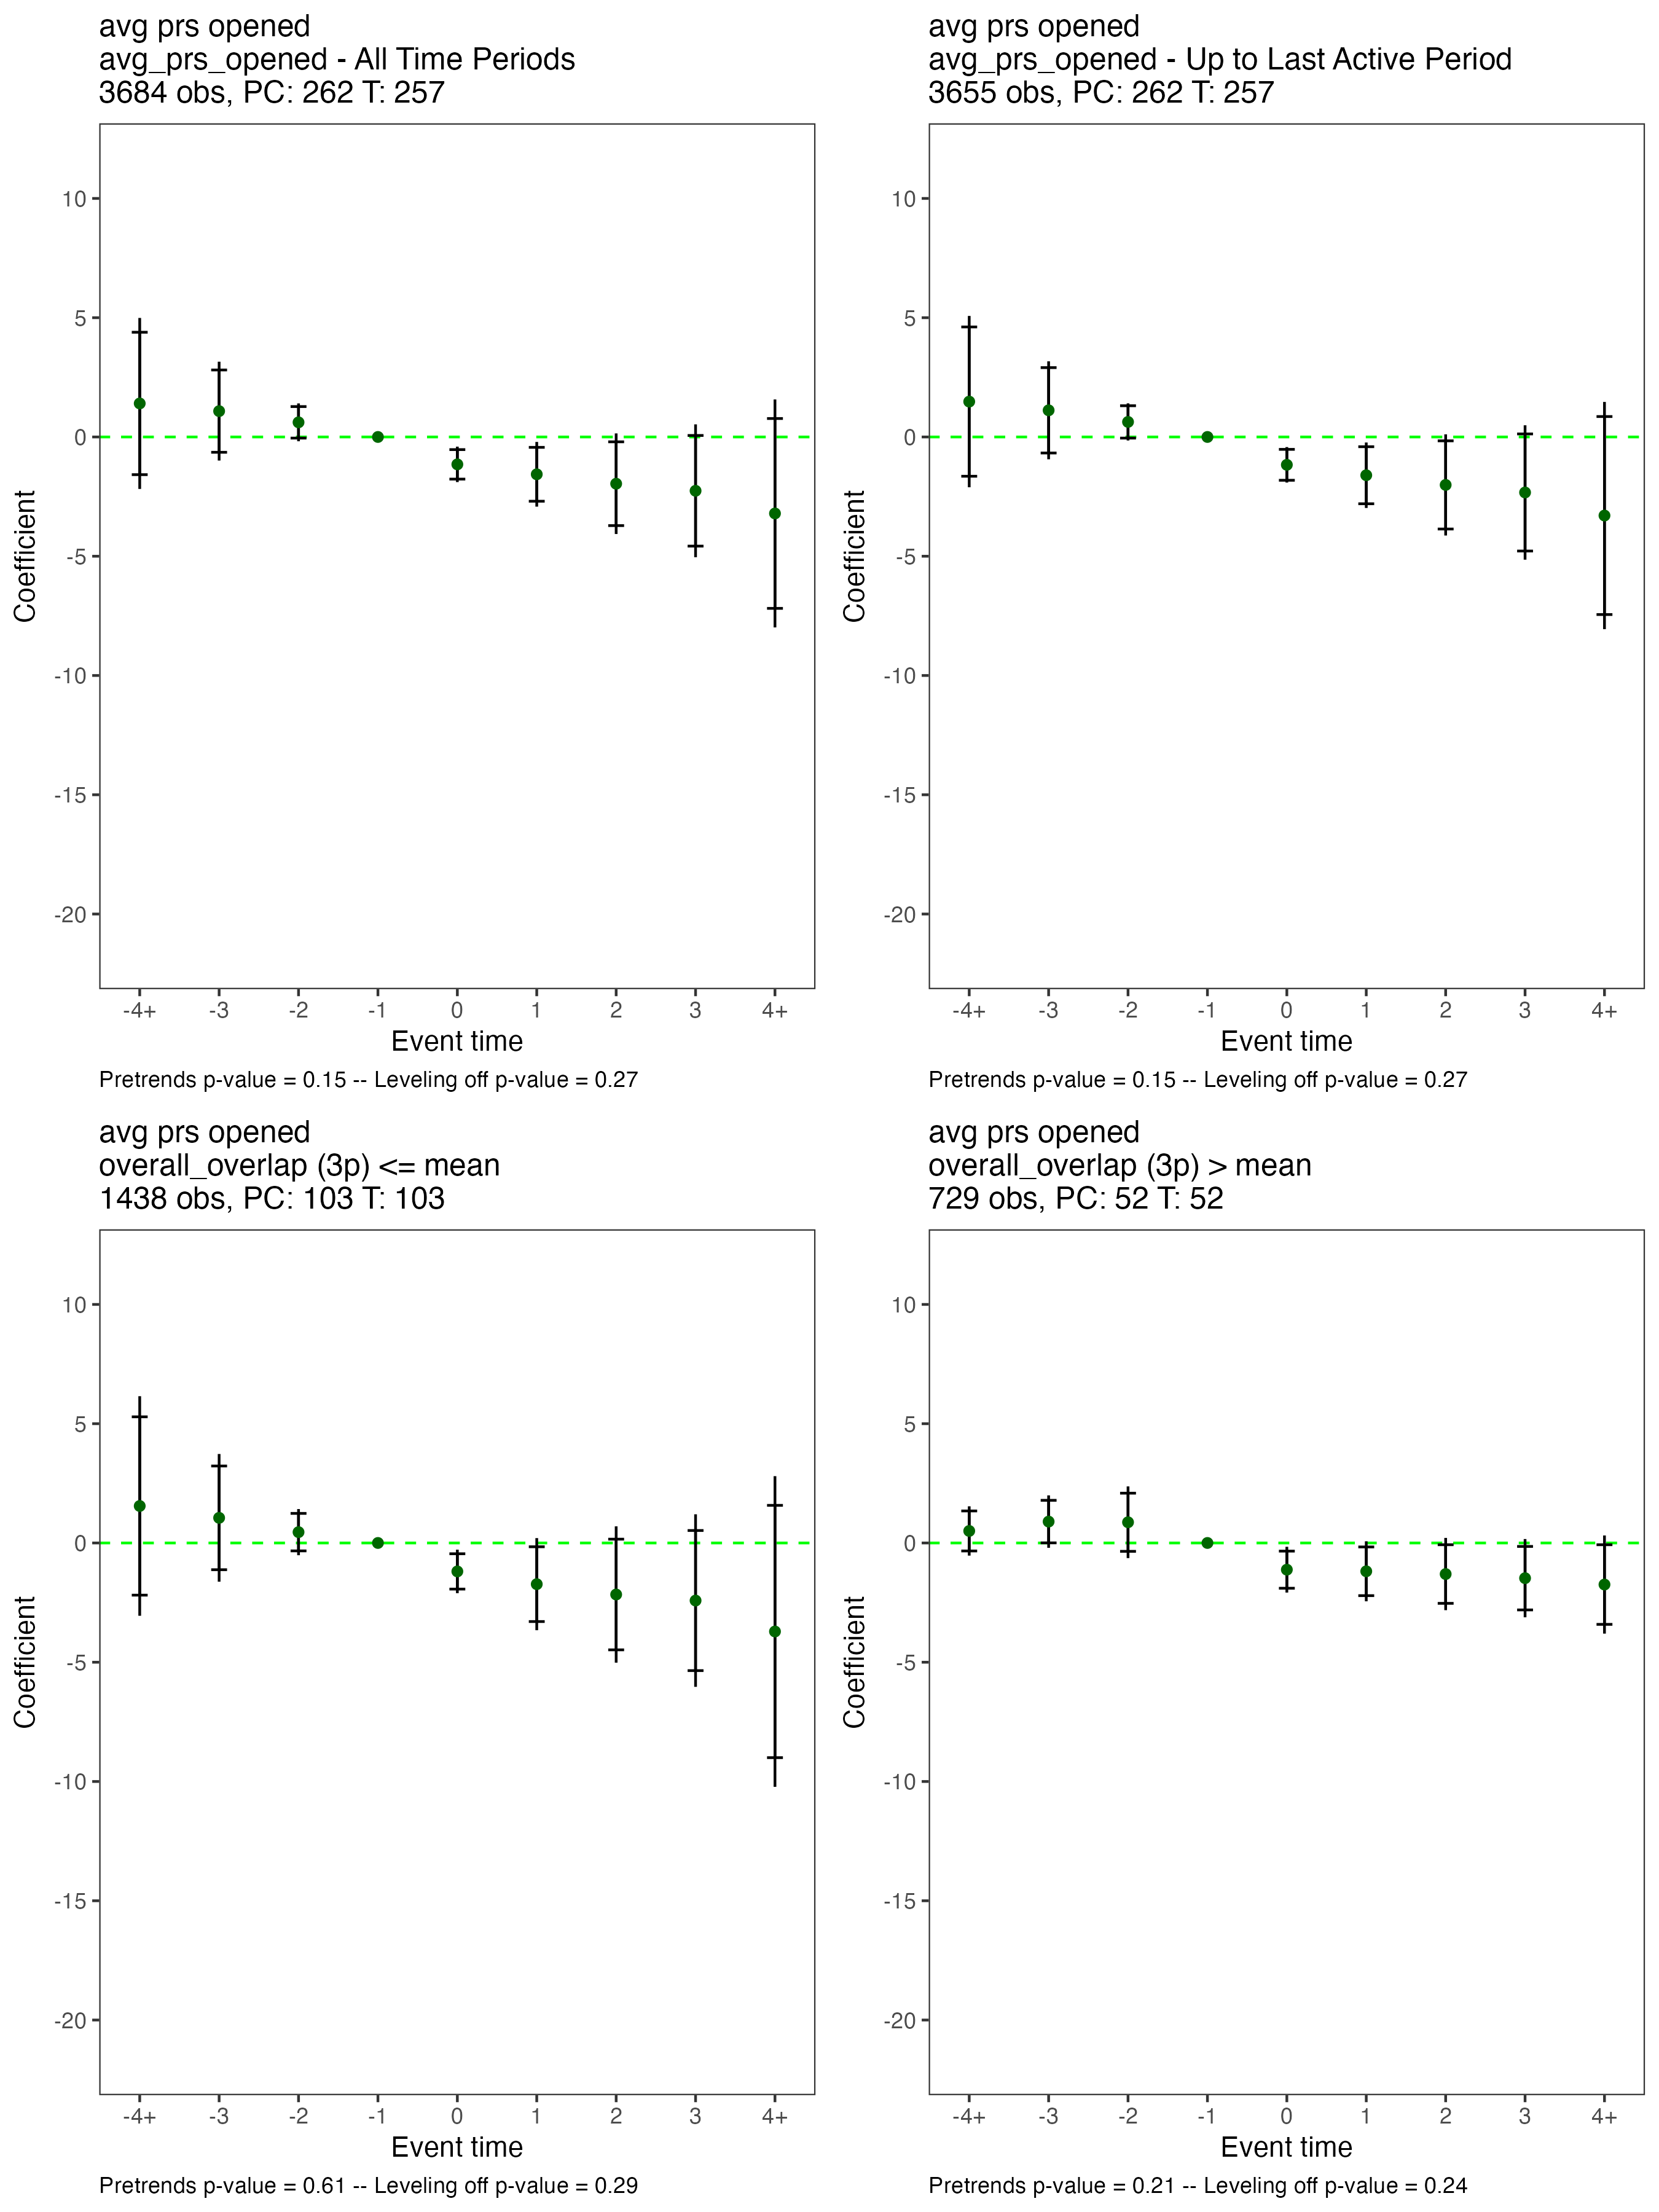 avg prs opened
avg_prs_opened - All Time Periods
3684 obs, PC: 262 T: 257
10
5
0
-5
-10
-15
-20
Coefficient
-4+ -3 -2 -1 0 1 2 3 4+
Event time
Pretrends p-value = 0.15 -- Leveling off p-value = 0.27
avg prs opened
avg_prs_opened - Up to Last Active Period
3655 obs, PC: 262 T: 257
10
5
0
-5
-10
-15
-20
Coefficient
-4+ -3 -2 -1 0 1 2 3 4+
Event time
Pretrends p-value = 0.15 -- Leveling off p-value = 0.27
avg prs opened
overall_overlap (3p) <= mean
1438 obs, PC: 103 T: 103
10
5
0
-5
-10
-15
-20
Coefficient
-4+ -3 -2 -1 0 1 2 3 4+
Event time
Pretrends p-value = 0.61 -- Leveling off p-value = 0.29
avg prs opened
overall_overlap (3p) > mean
729 obs, PC: 52 T: 52
10
5
0
-5
-10
-15
-20
Coefficient
-4+ -3 -2 -1 0 1 2 3 4+
Event time
Pretrends p-value = 0.21 -- Leveling off p-value = 0.24